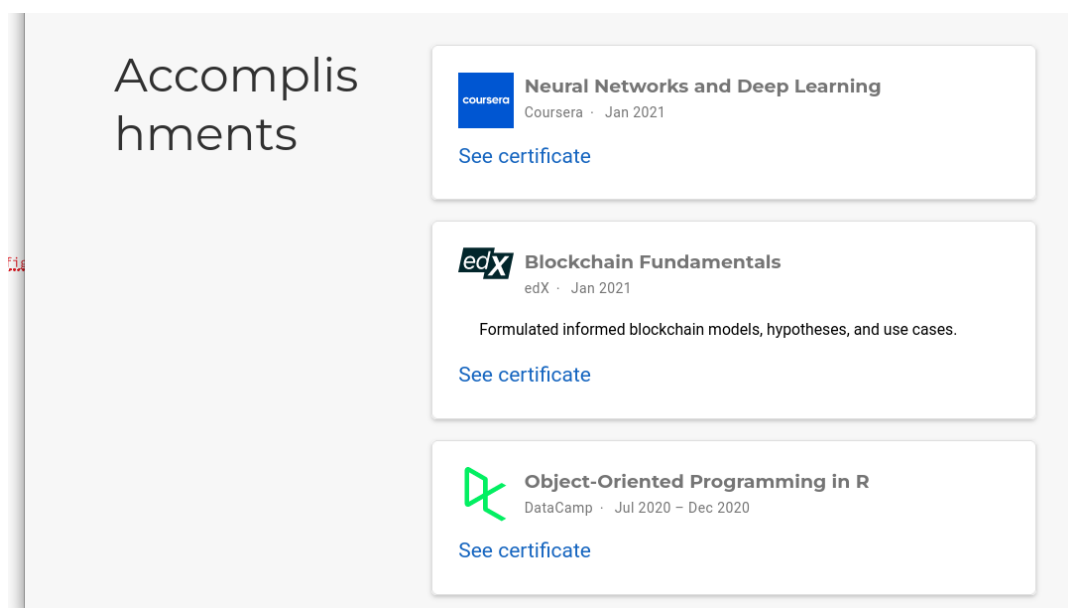 Accomplis
hments
coursera
Neural Networks and Deep Learning
Coursera · Jan 2021
See certificate
edX
Blockchain Fundamentals
edX · Jan 2021
Formulated informed blockchain models, hypotheses, and use cases.
See certificate
Object-Oriented Programming in R
DataCamp · Jul 2020 – Dec 2020
See certificate